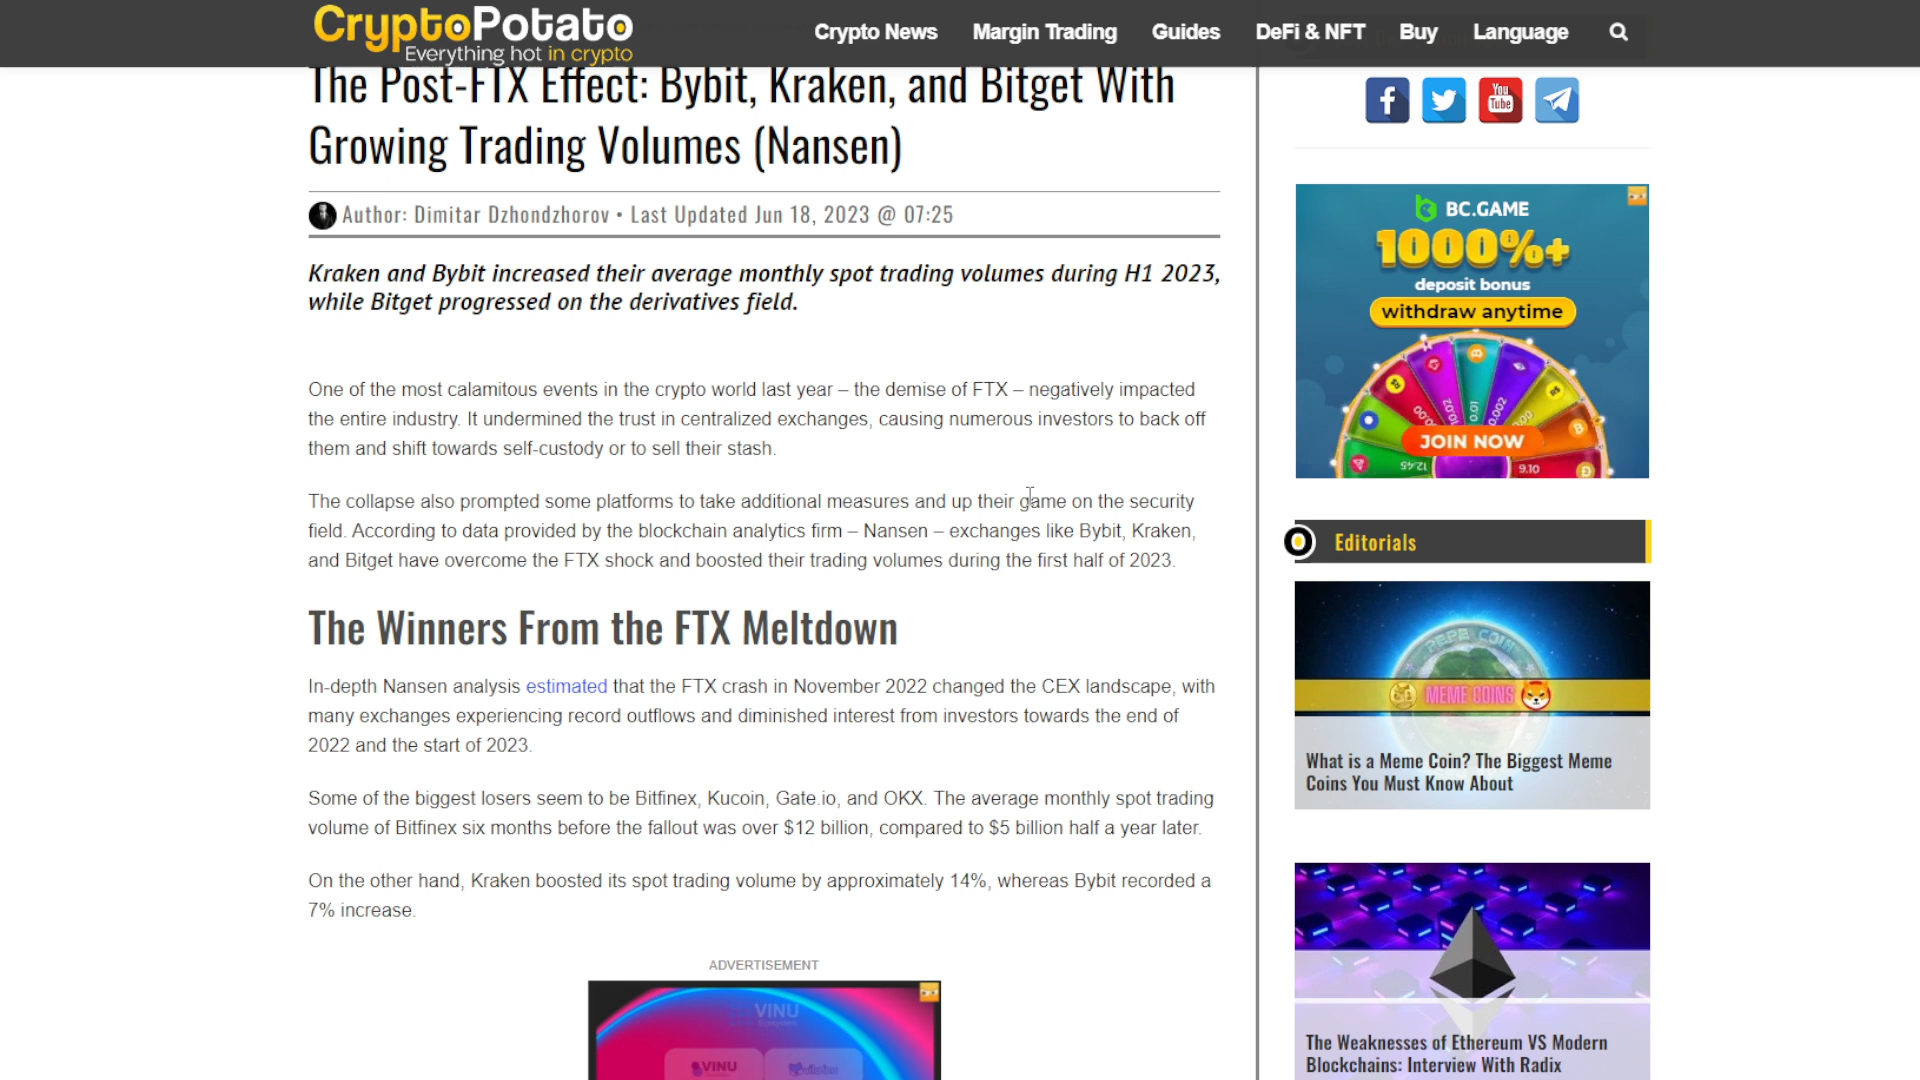 CryptoPotato
Everything hot in crypto
Crypto News
Margin Trading
Guides
DeFi & NFT
Buy
Language
The Post-FTX Effect: Bybit, Kraken, and Bitget With
Growing Trading Volumes (Nansen)
Author: Dimitar Dzhondzhorov • Last Updated Jun 18, 2023 @ 07:25
Kraken and Bybit increased their average monthly spot trading volumes during H1 2023,
while Bitget progressed on the derivatives field.
One of the most calamitous events in the crypto world last year – the demise of FTX – negatively impacted
the entire industry. It undermined the trust in centralized exchanges, causing numerous investors to back off
them and shift towards self-custody or to sell their stash.
The collapse also prompted some platforms to take additional measures and up their game on the security
field. According to data provided by the blockchain analytics firm – Nansen – exchanges like Bybit, Kraken,
and Bitget have overcome the FTX shock and boosted their trading volumes during the first half of 2023.
The Winners From the FTX Meltdown
In-depth Nansen analysis estimated that the FTX crash in November 2022 changed the CEX landscape, with
many exchanges experiencing record outflows and diminished interest from investors towards the end of
2022 and the start of 2023.
Some of the biggest losers seem to be Bitfinex, Kucoin, Gate.io, and OKX. The average monthly spot trading
volume of Bitfinex six months before the fallout was over $12 billion, compared to $5 billion half a year later.
On the other hand, Kraken boosted its spot trading volume by approximately 14%, whereas Bybit recorded a
7% increase.
ADVERTISEMENT
VINU
VINU
You
Tube
BC.GAME
1000%+
deposit bonus
withdraw anytime
JOIN NOW
9.10
Editorials
PEPE COIN
MEME COINS
What is a Meme Coin? The Biggest Meme
Coins You Must Know About
The Weaknesses of Ethereum VS Modern
Blockchains: Interview With Radix